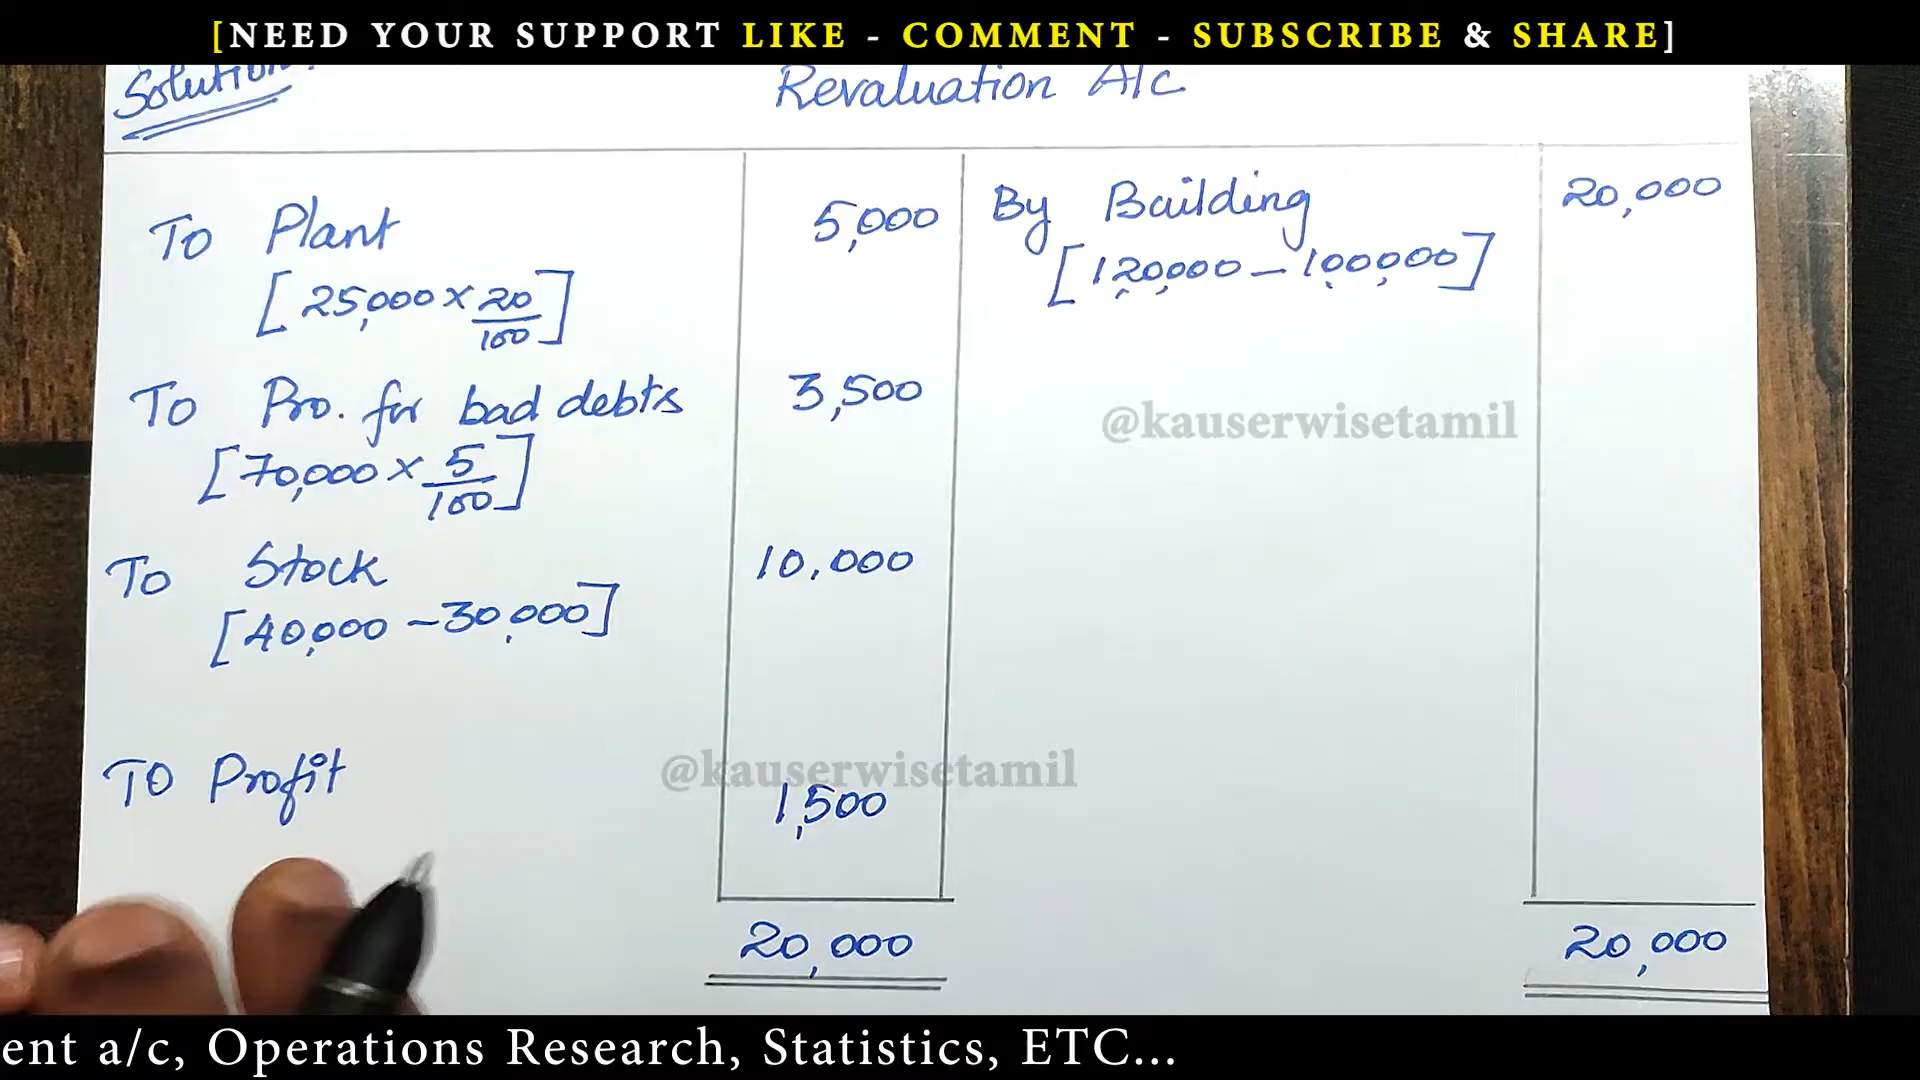 [NEED YOUR SUPPORT LIKE - COMMENT - SUBSCRIBE & SHARE]
Solution:
Revaluation A/c
To Plant 5,000
[25,000 × 20/100]
To Pro. for bad debts 3,500
[70,000 × 5/100]
To Stock 10,000
[40,000 - 30,000]
To Profit 1,500
20,000
By Building 20,000
[1,20,000 - 1,00,000]
20,000
@kauserwisetamil
@kauserwisetamil
ent a/c, Operations Research, Statistics, ETC...